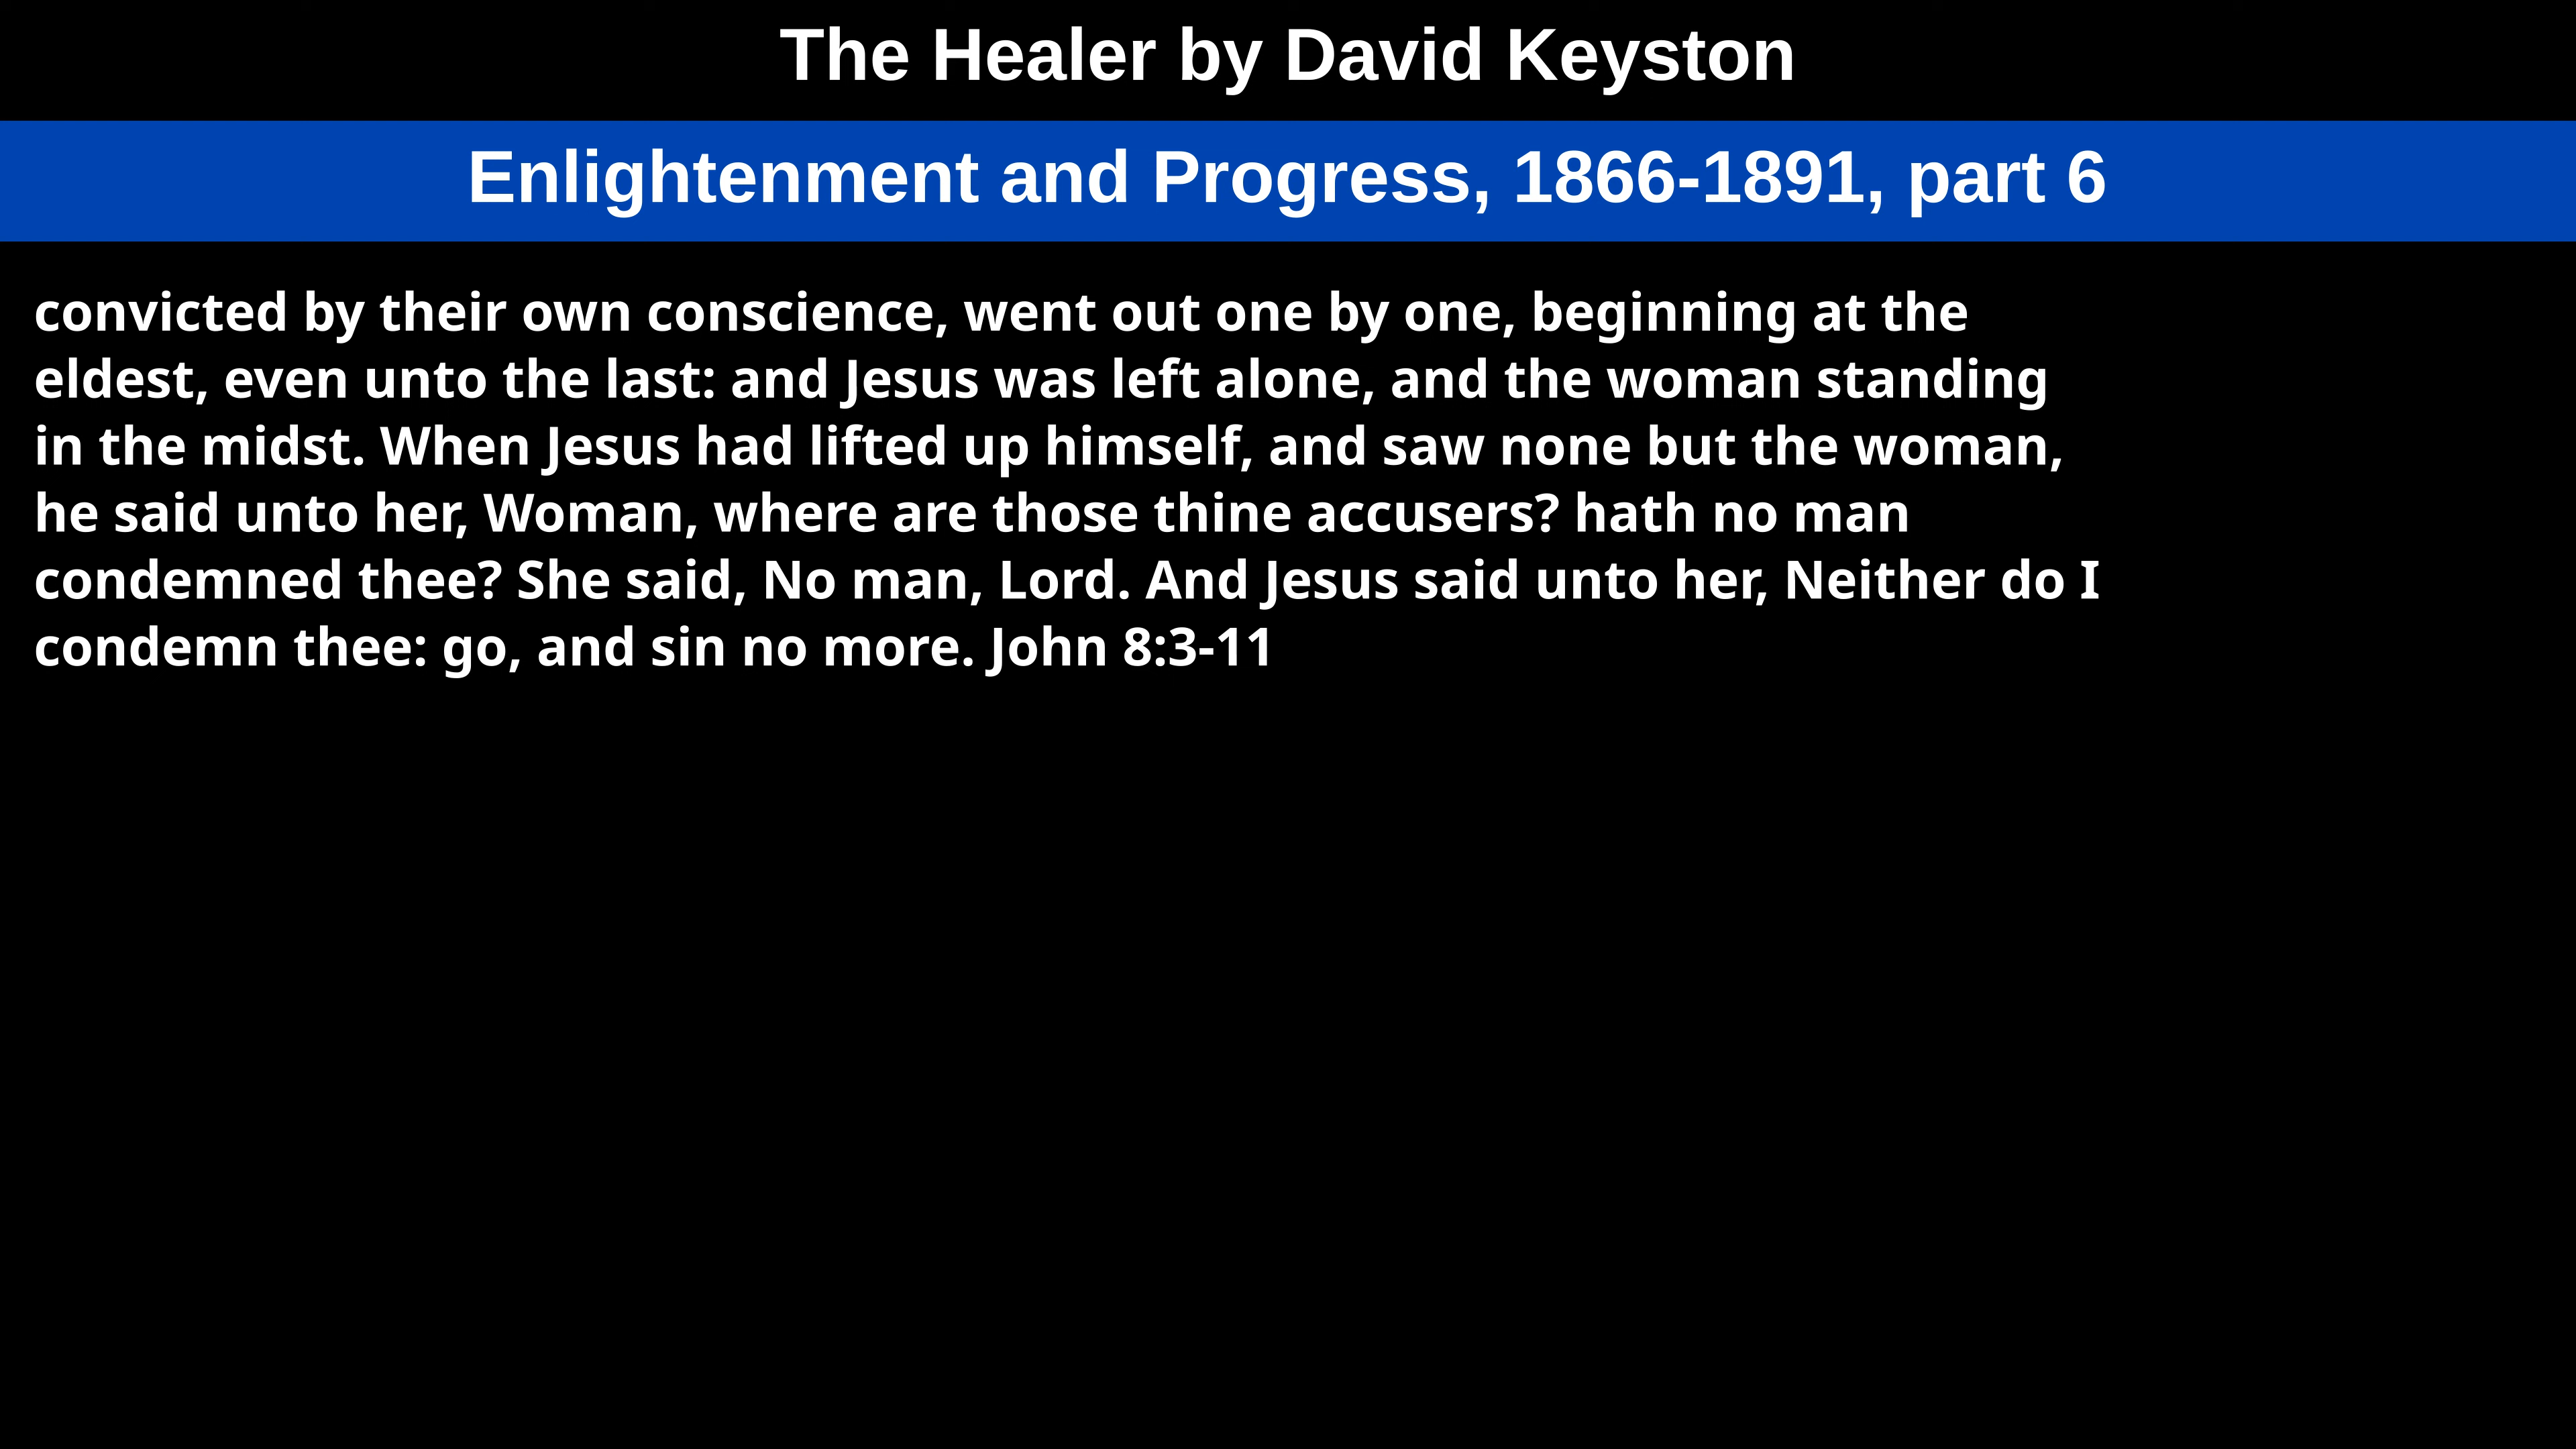 The Healer by David Keyston
Enlightenment and Progress, 1866-1891, part 6
convicted by their own conscience, went out one by one, beginning at the
eldest, even unto the last: and Jesus was left alone, and the woman standing
in the midst. When Jesus had lifted up himself, and saw none but the woman,
he said unto her, Woman, where are those thine accusers? hath no man
condemned thee? She said, No man, Lord. And Jesus said unto her, Neither do I
condemn thee: go, and sin no more. John 8:3-11